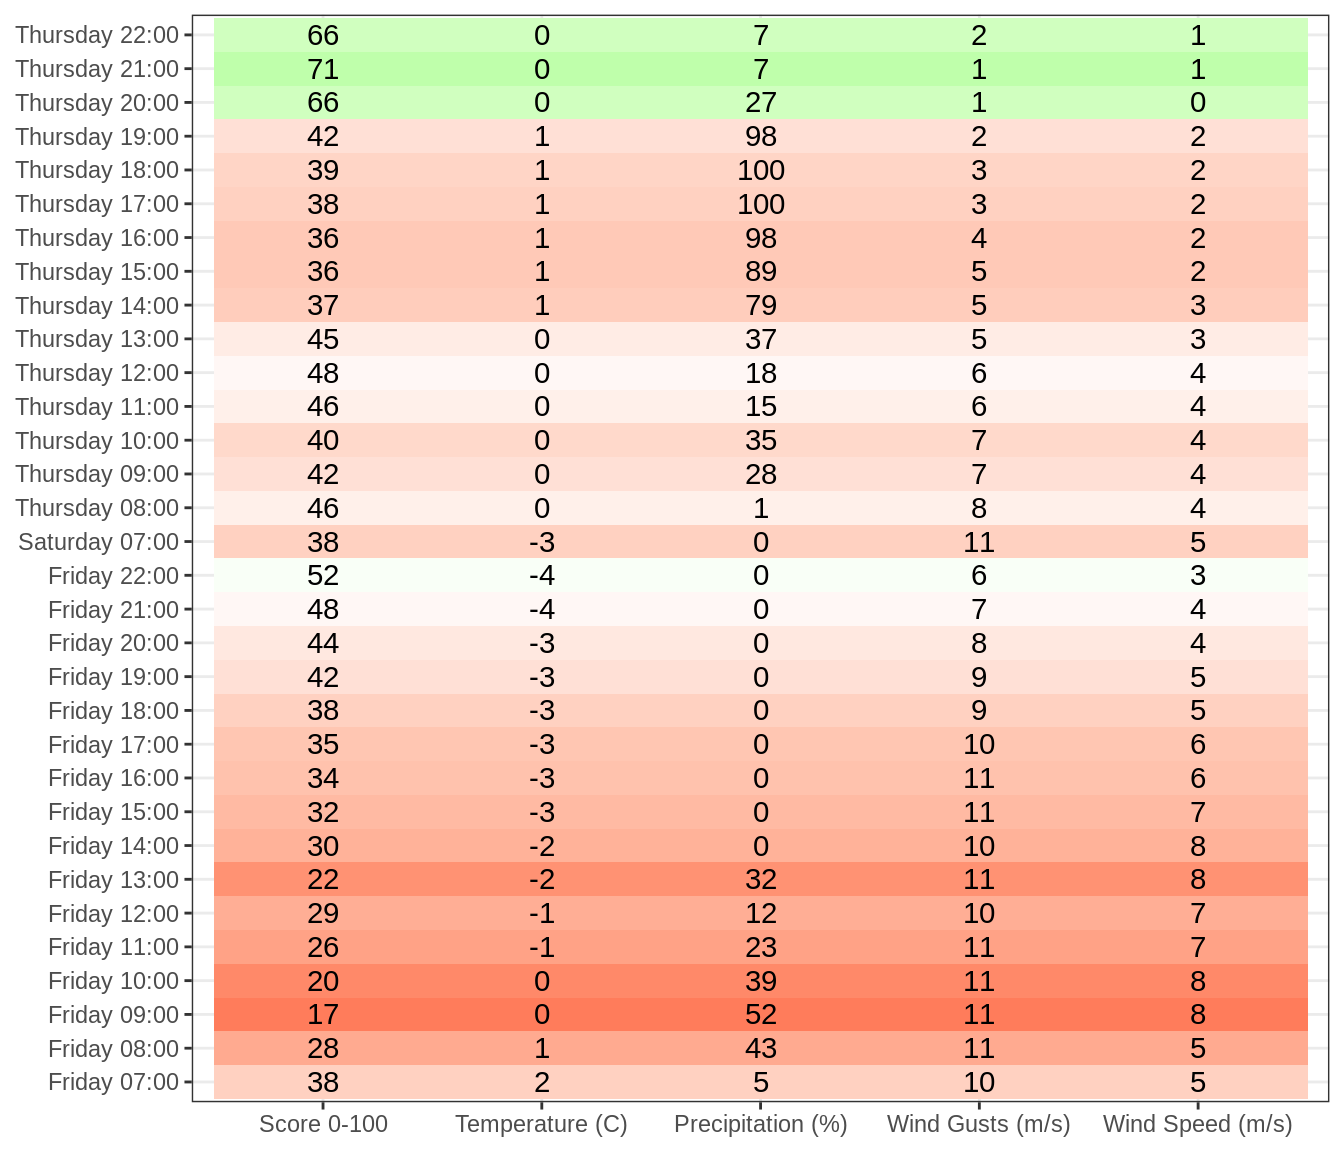 Thursday 22:00 66 0 7 2 1
Thursday 21:00 71 0 7 1 1
Thursday 20:00 66 0 27 1 0
Thursday 19:00 42 1 98 2 2
Thursday 18:00 39 1 100 3 2
Thursday 17:00 38 1 100 3 2
Thursday 16:00 36 1 98 4 2
Thursday 15:00 36 1 89 5 2
Thursday 14:00 37 1 79 5 3
Thursday 13:00 45 0 37 5 3
Thursday 12:00 48 0 18 6 4
Thursday 11:00 46 0 15 6 4
Thursday 10:00 40 0 35 7 4
Thursday 09:00 42 0 28 7 4
Thursday 08:00 46 0 1 8 4
Saturday 07:00 38 -3 0 11 5
Friday 22:00 52 -4 0 6 3
Friday 21:00 48 -4 0 7 4
Friday 20:00 44 -3 0 8 4
Friday 19:00 42 -3 0 9 5
Friday 18:00 38 -3 0 9 5
Friday 17:00 35 -3 0 10 6
Friday 16:00 34 -3 0 11 6
Friday 15:00 32 -3 0 11 7
Friday 14:00 30 -2 0 10 8
Friday 13:00 22 -2 32 11 8
Friday 12:00 29 -1 12 10 7
Friday 11:00 26 -1 23 11 7
Friday 10:00 20 0 39 11 8
Friday 09:00 17 0 52 11 8
Friday 08:00 28 1 43 11 5
Friday 07:00 38 2 5 10 5
Score 0-100 Temperature (C) Precipitation (%) Wind Gusts (m/s) Wind Speed (m/s)